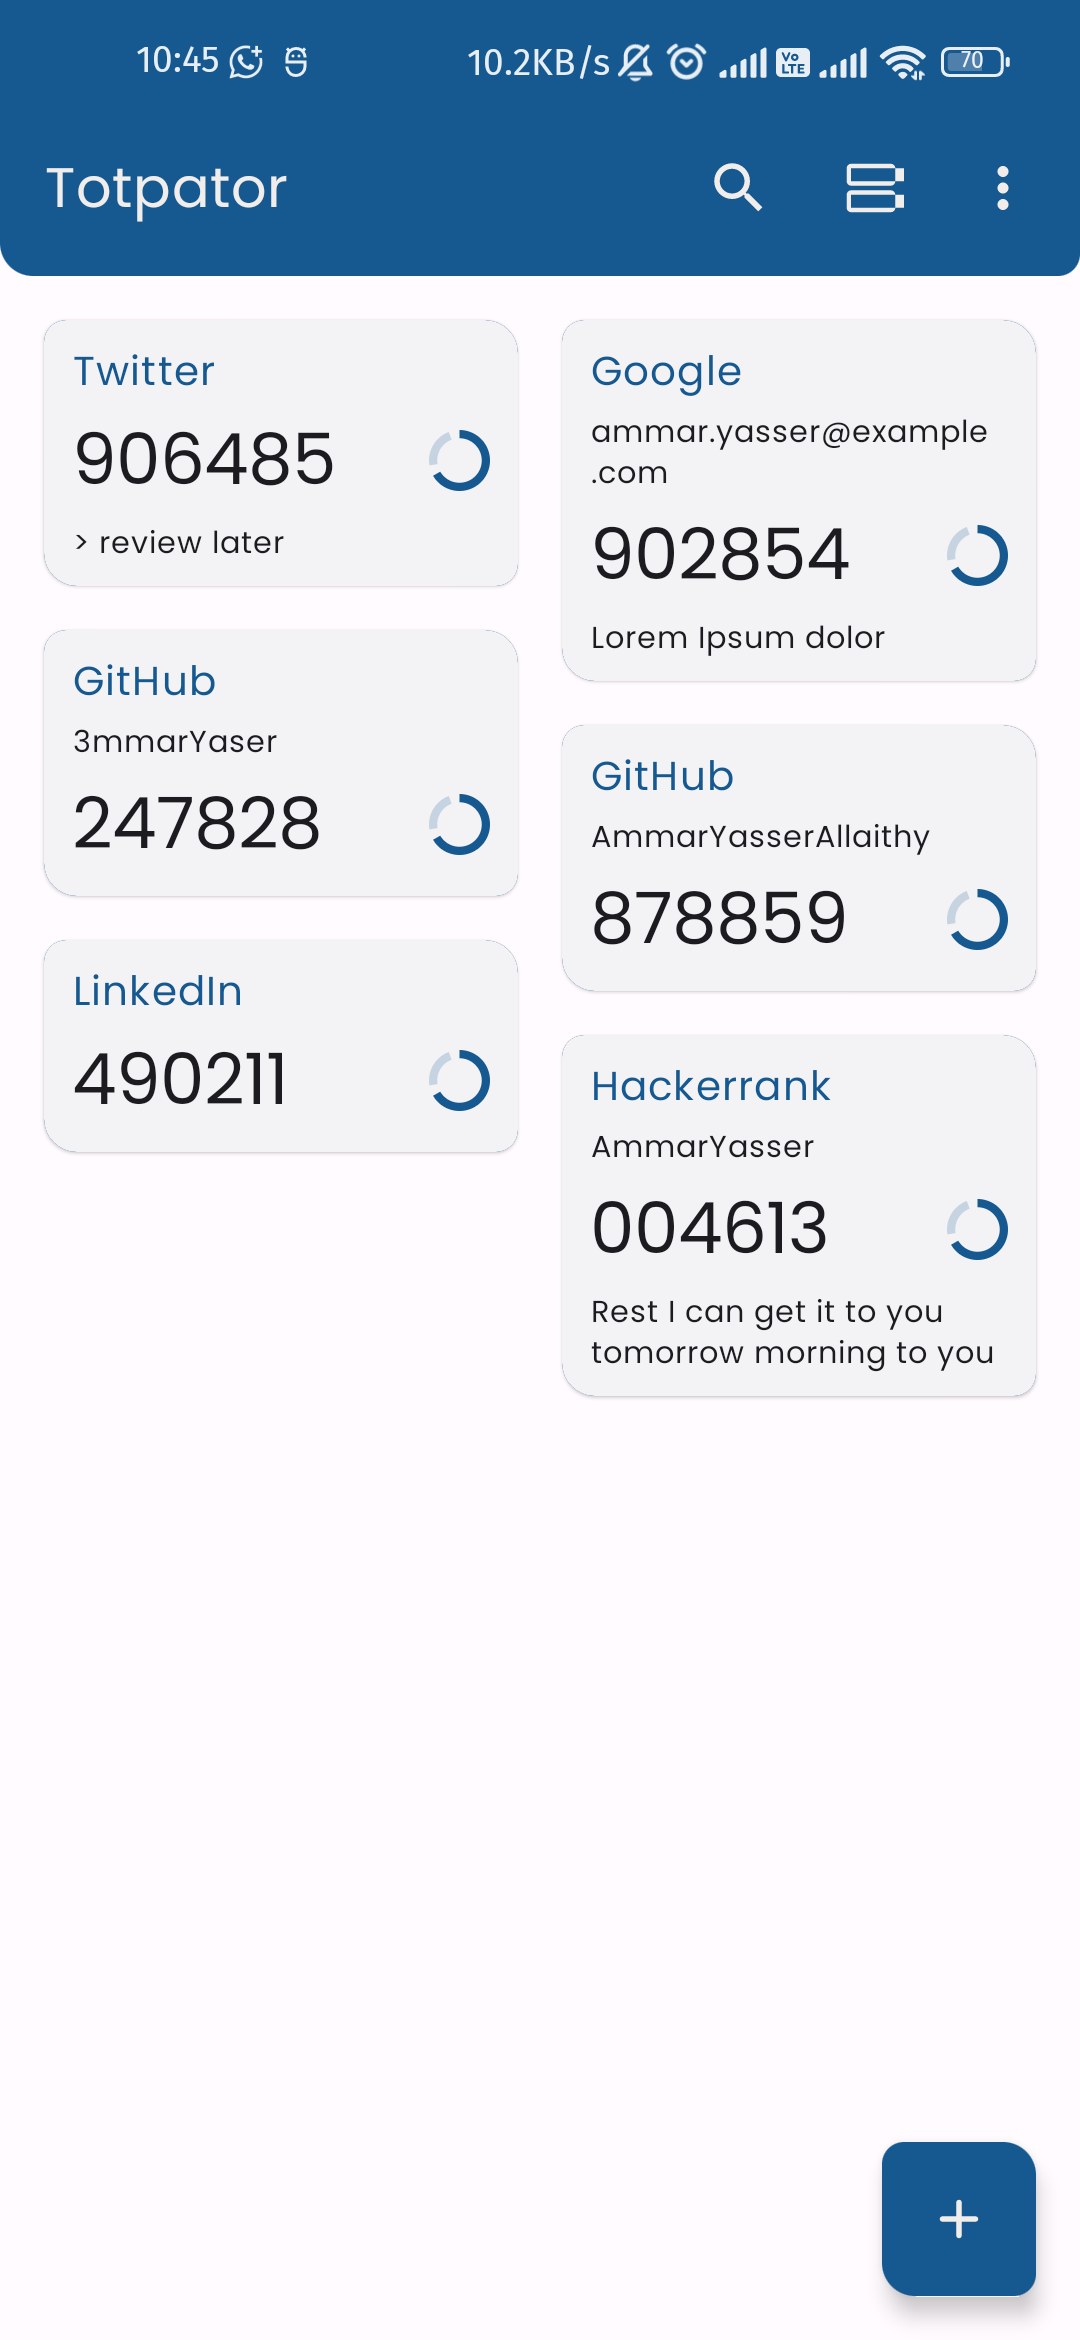 10:45
10.2KB/s
Vo
LTE
70
Totpator
Twitter
906485
> review later
GitHub
3mmarYaser
247828
LinkedIn
490211
Google
ammar.yasser@example
.com
902854
Lorem Ipsum dolor
GitHub
AmmarYasserAllaithy
878859
Hackerrank
AmmarYasser
004613
Rest I can get it to you
tomorrow morning to you